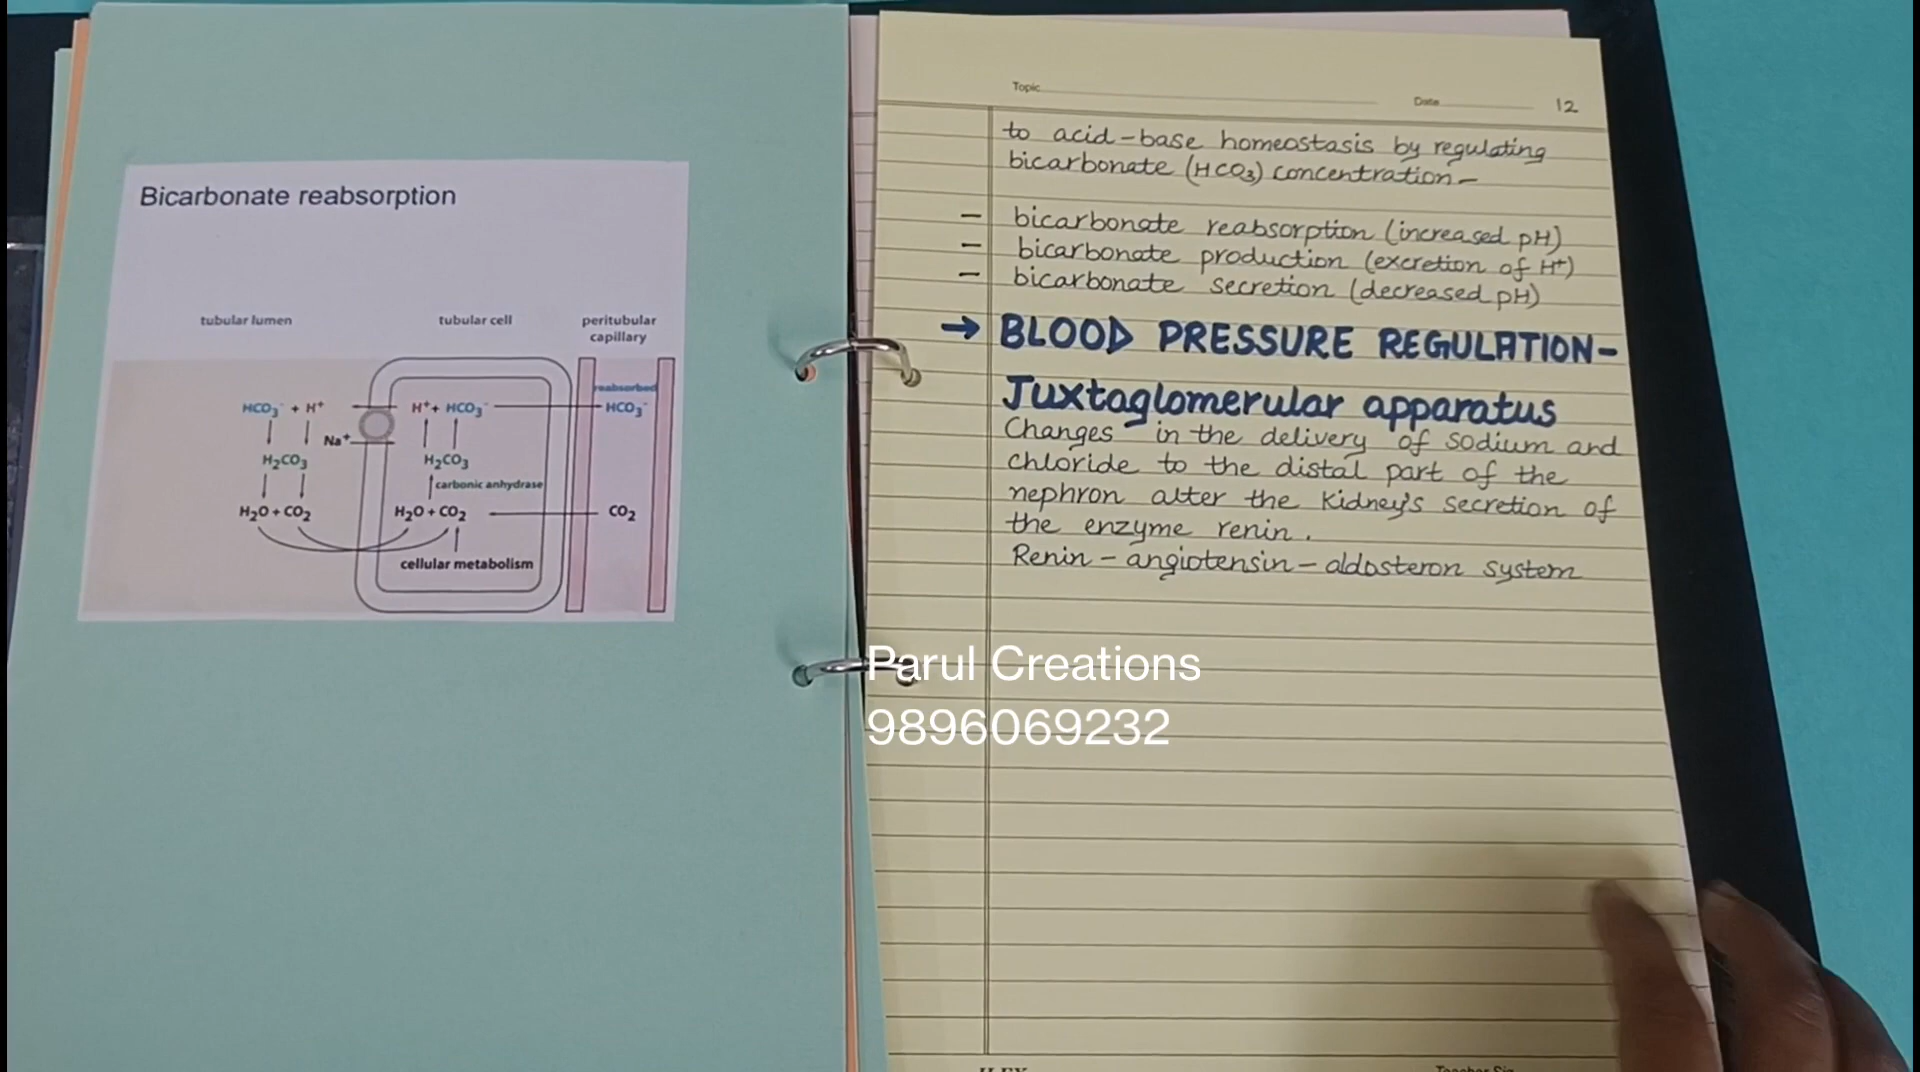 Bicarbonate reabsorption
tubular lumen
tubular cell
peritubular
capillary
reabsorbed
HCO3⁻ + H⁺
H⁺ + HCO3⁻
HCO3⁻
Na⁺
H2CO3
H2CO3
carbonic anhydrase
H2O + CO2
H2O + CO2
CO2
cellular metabolism
Topic
Date
12
to acid-base homeostasis by regulating
bicarbonate (HCO3) concentration-
- bicarbonate reabsorption (increased pH)
- bicarbonate production (excretion of H⁺)
- bicarbonate secretion (decreased pH)
→ BLOOD PRESSURE REGULATION-
Juxtaglomerular apparatus
Changes in the delivery of sodium and
chloride to the distal part of the
nephron alter the Kidney's secretion of
the enzyme renin.
Renin - angiotensin - aldosteron system
Parul Creations
9896069232